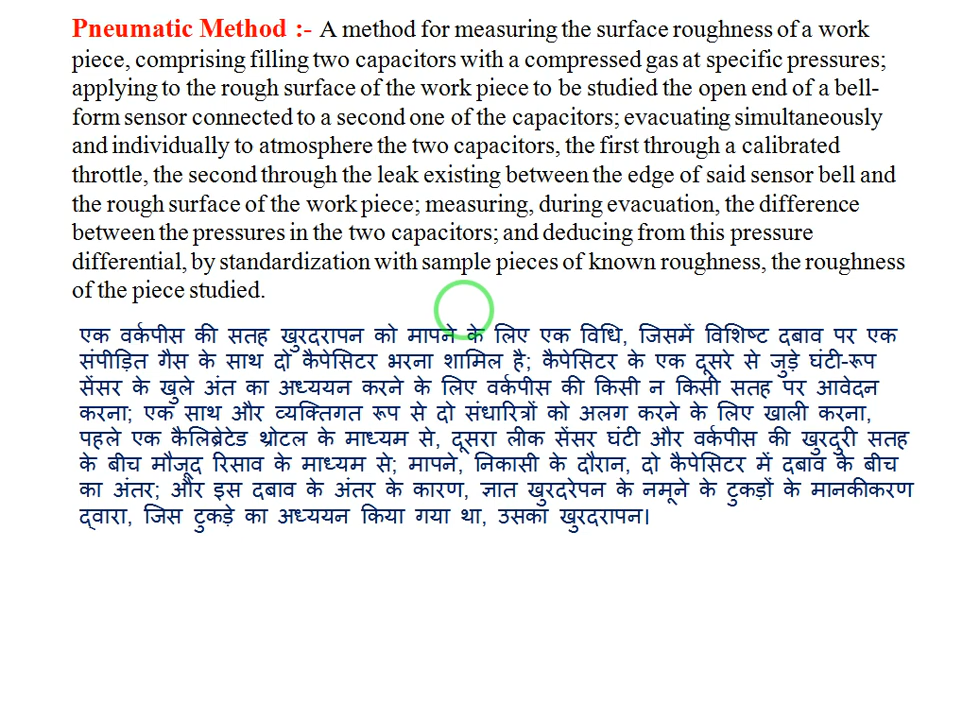 Pneumatic Method :- A method for measuring the surface roughness of a work
piece, comprising filling two capacitors with a compressed gas at specific pressures;
applying to the rough surface of the work piece to be studied the open end of a bell-
form sensor connected to a second one of the capacitors; evacuating simultaneously
and individually to atmosphere the two capacitors, the first through a calibrated
throttle, the second through the leak existing between the edge of said sensor bell and
the rough surface of the work piece; measuring, during evacuation, the difference
between the pressures in the two capacitors; and deducing from this pressure
differential, by standardization with sample pieces of known roughness, the roughness
of the piece studied.
एक वर्कपीस की सतह खुरदरापन को मापने के लिए एक विधि, जिसमें विशिष्ट दबाव पर एक
संपीड़ित गैस के साथ दो कैपेसिटर भरना शामिल है; कैपेसिटर के एक दूसरे से जुड़े घंटी-रूप
सेंसर के खुले अंत का अध्ययन करने के लिए वर्कपीस की किसी न किसी सतह पर आवेदन
करना; एक साथ और व्यक्तिगत रूप से दो संधारित्रों को अलग करने के लिए खाली करना,
पहले एक कैलिब्रेटेड थ्रोटल के माध्यम से, दूसरा लीक सेंसर घंटी और वर्कपीस की खुरदुरी सतह
के बीच मौजूद रिसाव के माध्यम से; मापने, निकासी के दौरान, दो कैपेसिटर में दबाव के बीच
का अंतर; और इस दबाव के अंतर के कारण, ज्ञात खुरदरेपन के नमूने के टुकड़ों के मानकीकरण
द्वारा, जिस टुकड़े का अध्ययन किया गया था, उसका खुरदरापन।